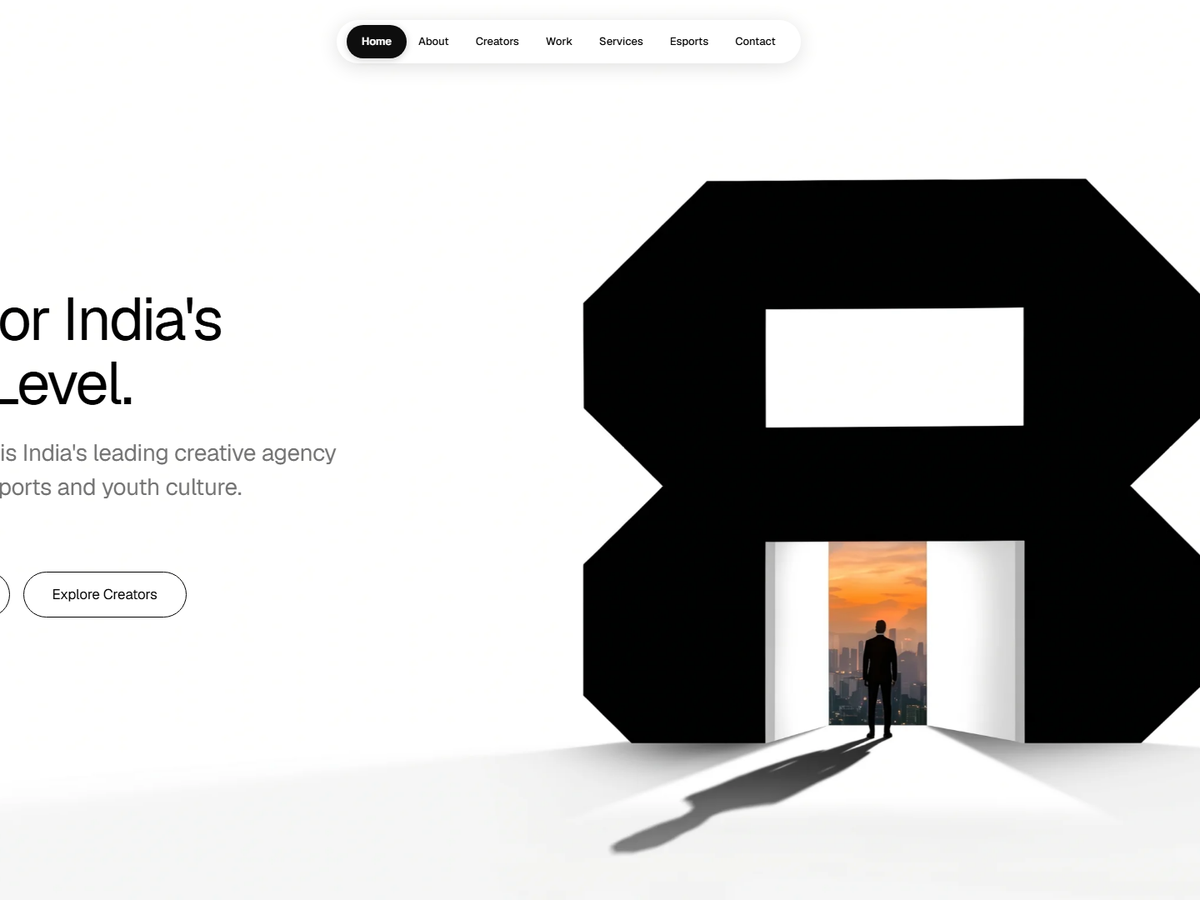 Home About Creators Work Services Esports Contact
or India's
Level.
is India's leading creative agency
ports and youth culture.
Explore Creators